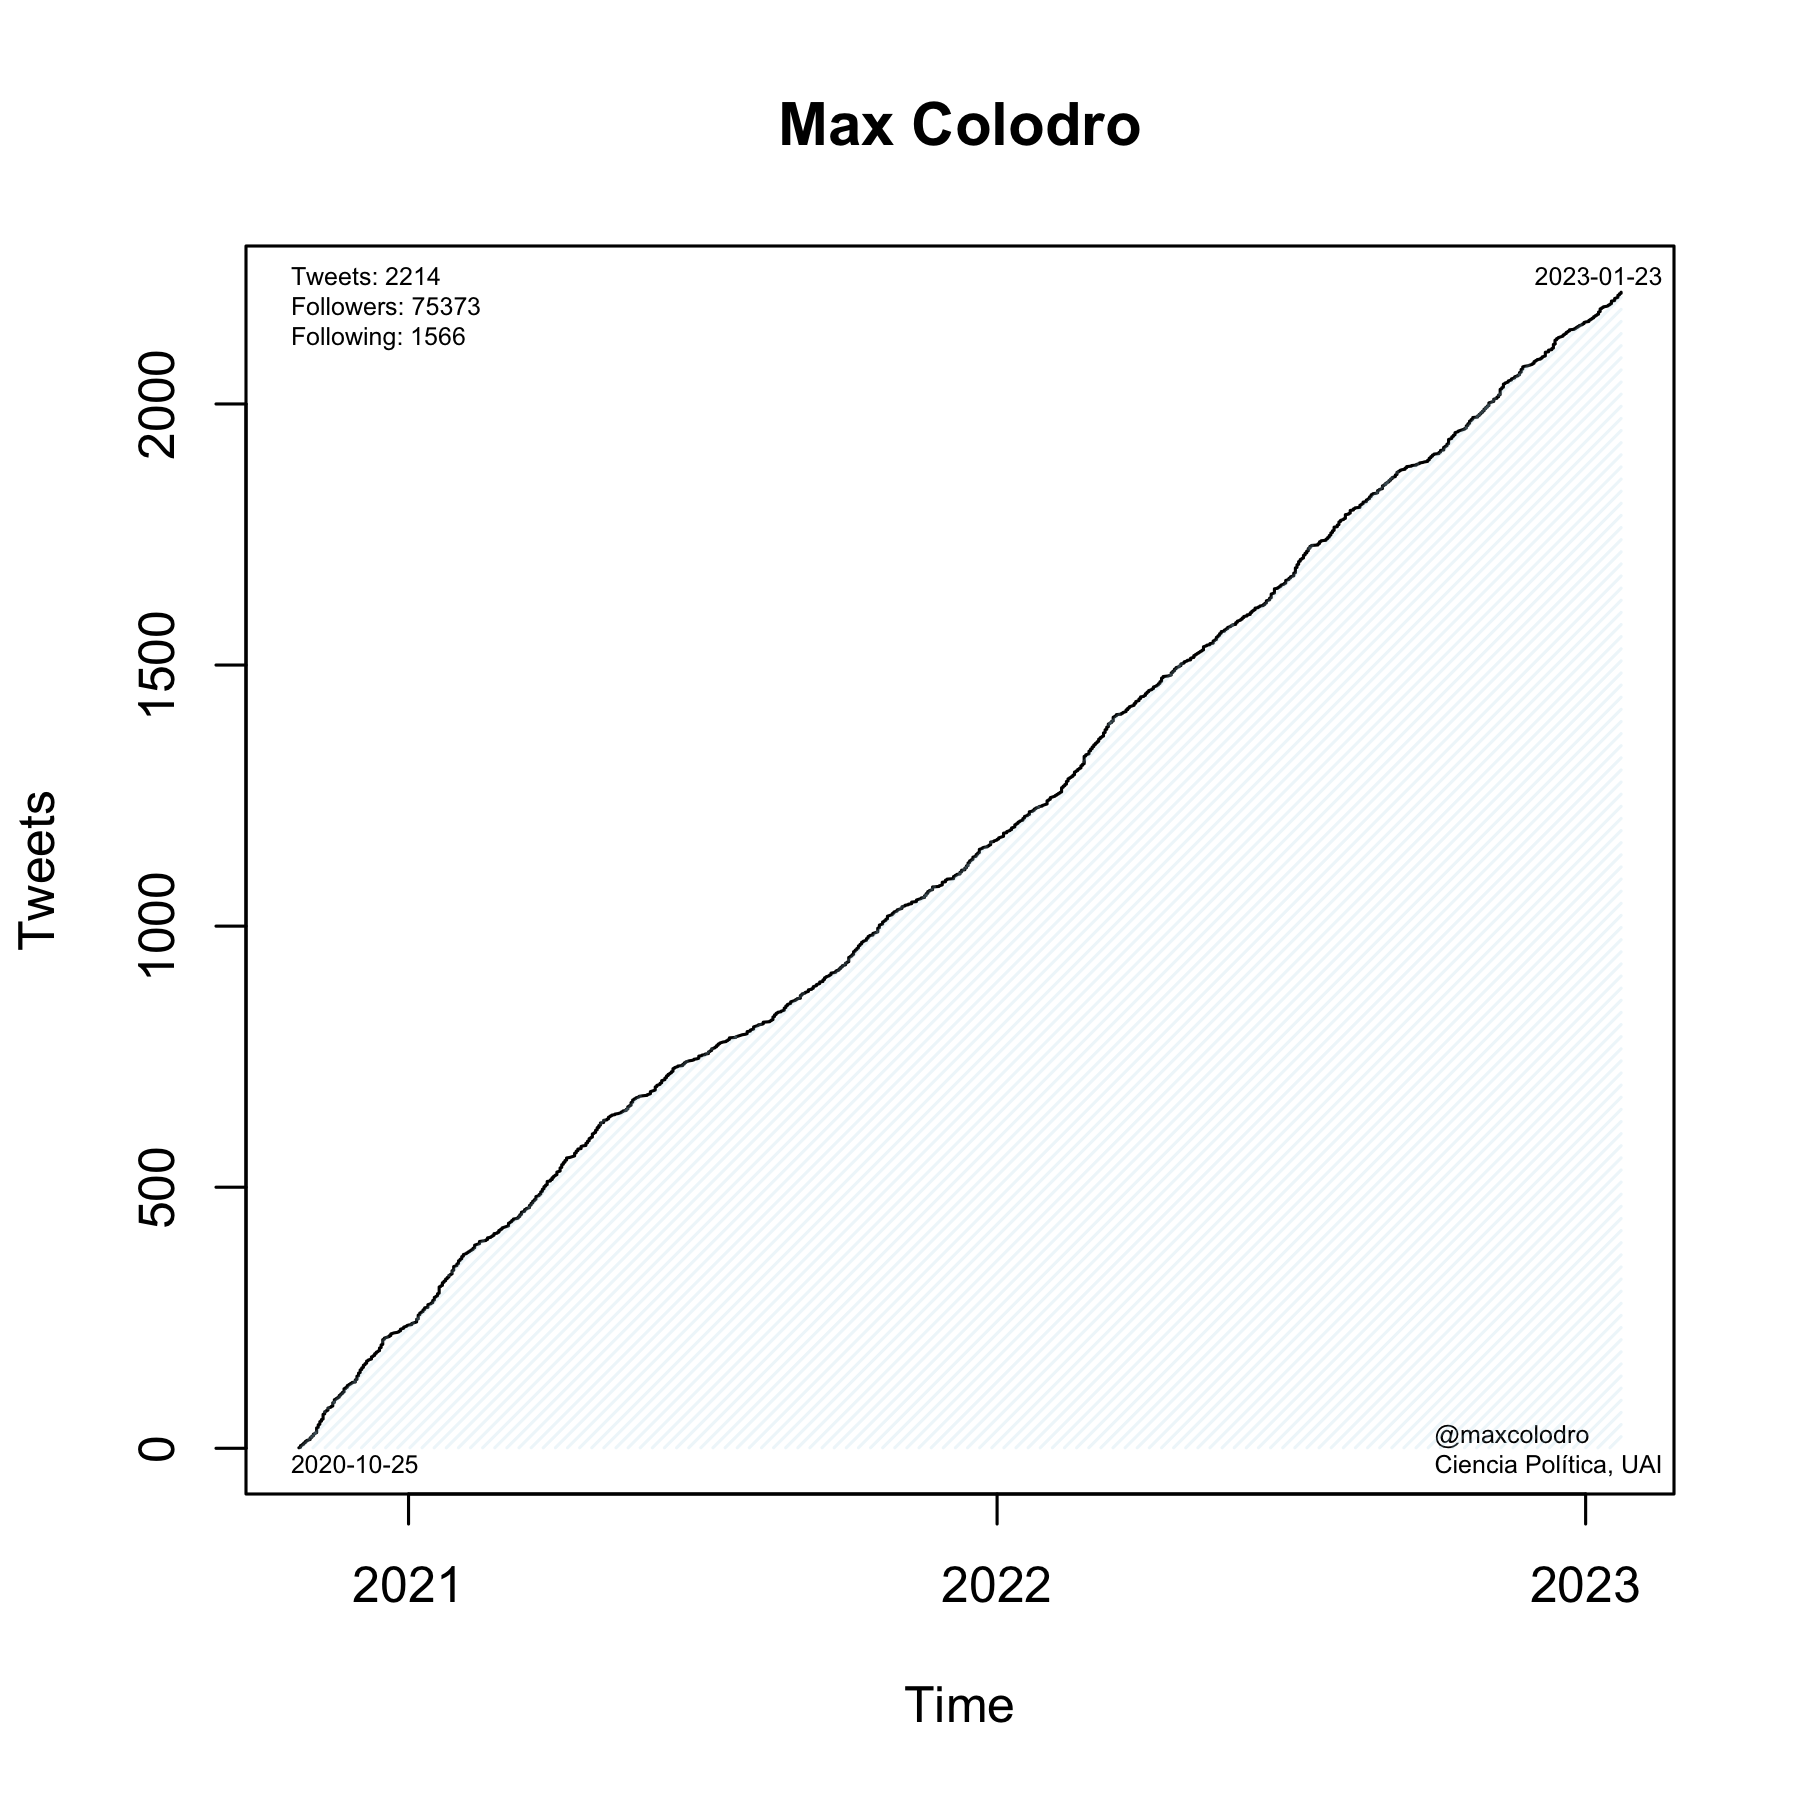 Max Colodro
Tweets: 2214
Followers: 75373
Following: 1566
2023-01-23
2000
1500
1000
500
0
Tweets
2020-10-25
@maxcolodro
Ciencia Política, UAI
2021
2022
2023
Time